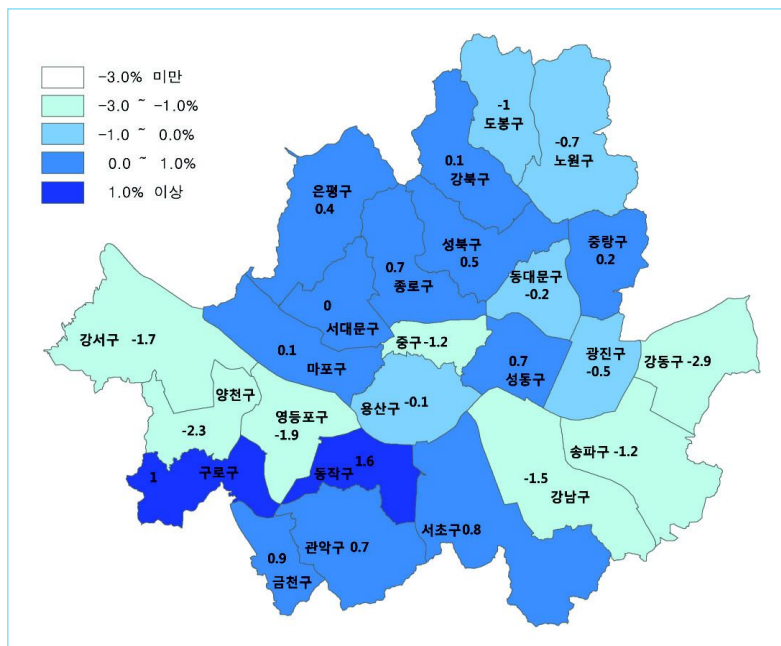 -3.0% 미만
-3.0 ~ -1.0%
-1.0 ~ 0.0%
0.0 ~ 1.0%
1.0% 이상
-1
도봉구
-0.7
노원구
0.1
강북구
은평구
0.4
성북구
0.5
중랑구
0.2
0.7
종로구
동대문구
-0.2
0
서대문구
강서구 -1.7
0.1
마포구
중구 -1.2
0.7
성동구
광진구
-0.5
강동구 -2.9
양천구
-2.3
영등포구
-1.9
용산구 -0.1
송파구 -1.2
1 구로구
1.6
동작구
-1.5
강남구
서초구 0.8
관악구 0.7
0.9
금천구